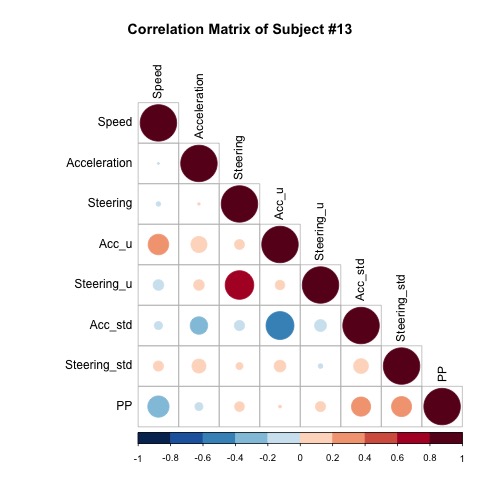 Correlation Matrix of Subject #13
Speed
Acceleration
Steering
Acc_u
Steering_u
Acc_std
Steering_std
PP
Speed
Acceleration
Steering
Acc_u
Steering_u
Acc_std
Steering_std
PP
-1 -0.8 -0.6 -0.4 -0.2 0 0.2 0.4 0.6 0.8 1